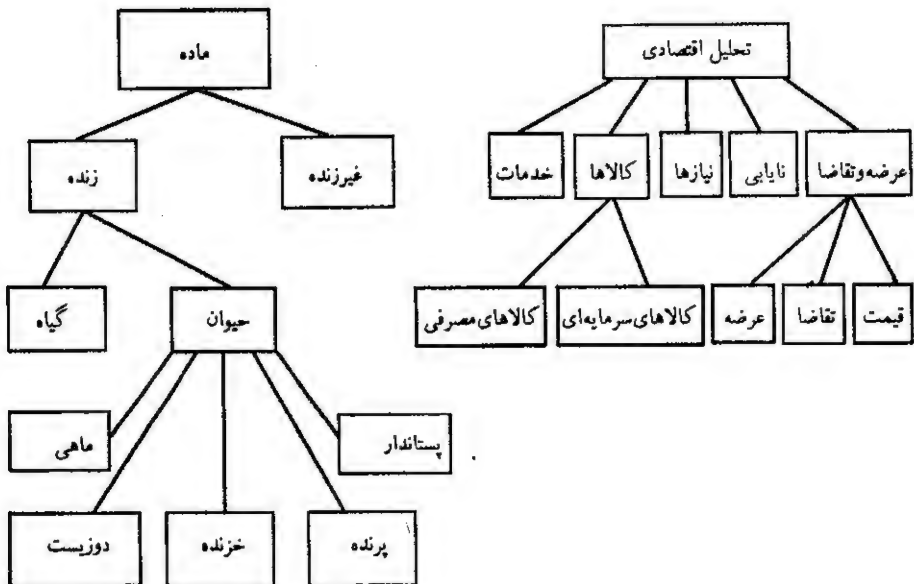 تحلیل اقتصادی
عرضه‌وتقاضا
نایابی
نیازها
کالاها
خدمات
قیمت
تقاضا
عرضه
کالاهای‌سرمایه‌ای
کالاهای‌مصرفی
ماده
غیرزنده
زنده
حیوان
گیاه
پستاندار
ماهی
پرنده
خزنده
دوزیست